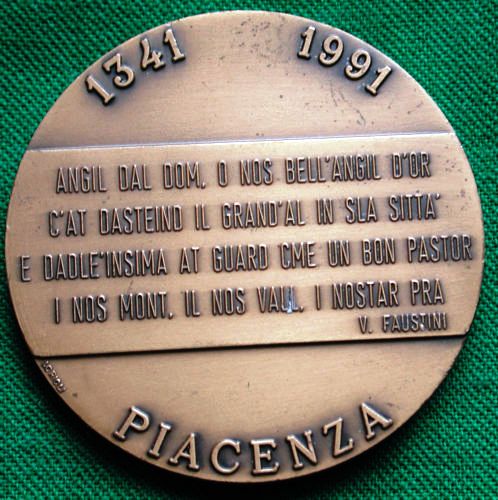 1341 1991
ANGIL DAL DOM, O NOS BELL'ANGIL D'OR
C'AT DASTEIND IL GRAND'AL IN SLA SITTA'
E DADLE'INSIMA AT GUARD CME UN BON PASTOR
I NOS MONT, IL NOS VALL, I NOSTAR PRA
V. FAUSTINI
PIACENZA